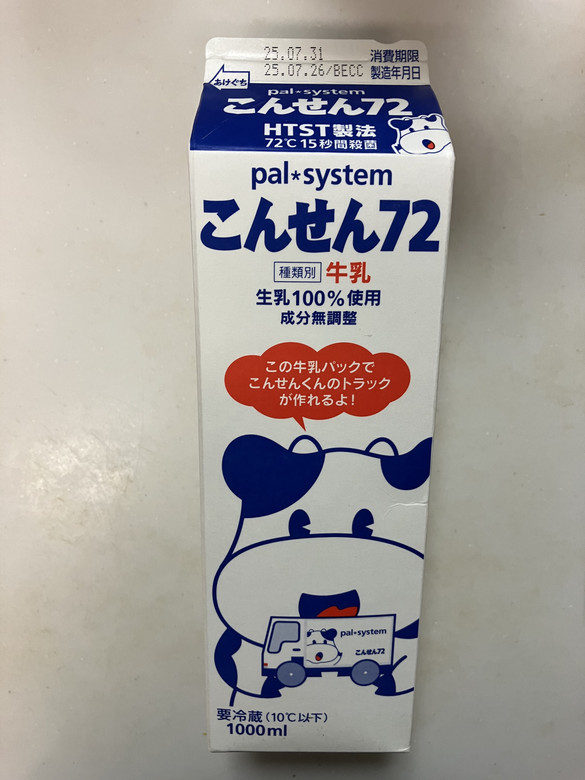 25.07.31 消費期限
25.07.26/BECC 製造年月日
あけぐち
pal*system
こんせん72
HTST製法
72℃15秒間殺菌
pal*system
こんせん72
種類別 牛乳
生乳100%使用
成分無調整
この牛乳パックで
こんせんくんのトラック
が作れるよ!
pal*system
こんせん72
要冷蔵(10℃以下)
1000ml